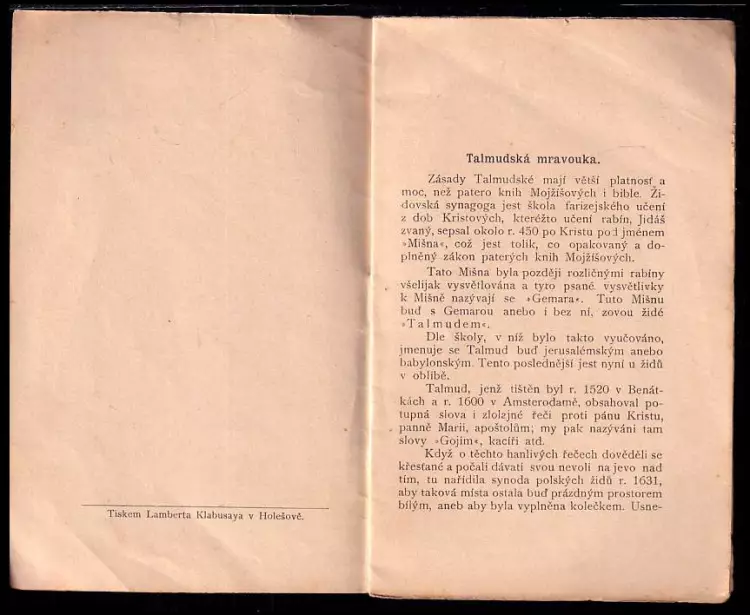 Tiskem Lamberta Klabusaya v Holešově.
Talmudská mravouka.
Zásady Talmudské mají větší platnosť a
moc, než patero knih Mojžíšových i bible. Ži-
dovská synagoga jest škola farizejského učení
z dob Kristových, kteréžto učení rabín, Jidáš
zvaný, sepsal okolo r. 450 po Kristu pod jménem
»Mišna«, což jest tolik, co opakovaný a do-
plněný zákon paterých knih Mojžíšových.
Tato Mišna byla později rozličnými rabíny
všelijak vysvětlována a tyto psané vysvětlivky
k Mišně nazývají se »Gemara«. Tuto Mišnu
buď s Gemarou anebo i bez ní, zovou židé
»Talmudem«.
Dle školy, v níž bylo takto vyučováno,
jmenuje se Talmud buď jerusalémským anebo
babylonským. Tento poslednější jest nyní u židů
v oblibě.
Talmud, jenž tištěn byl r. 1520 v Benát-
kách a r. 1600 v Amsterodamě, obsahoval po-
tupná slova i zlolajné řeči proti pánu Kristu,
panně Marii, apoštolům; my pak nazýváni tam
slovy »Gojim«, kacíři atd.
Když o těchto hanlivých řečech dověděli se
křesťané a počali dávati svou nevoli na jevo nad
tím, tu nařídila synoda polských židů r. 1631,
aby taková místa ostala buď prázdným prostorem
bílým, aneb aby byla vyplněna kolečkem. Usne-